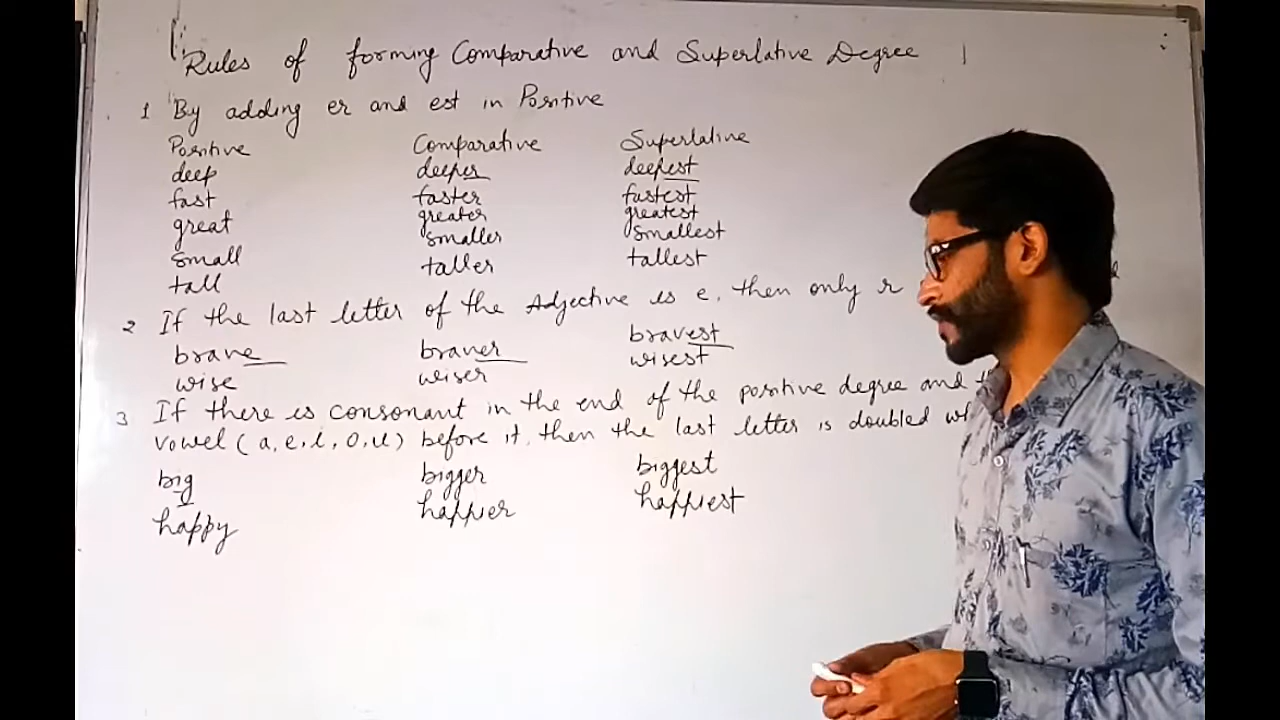 Rules of forming Comparative and Superlative Degree
1 By adding er and est in Positive
Positive Comparative Superlative
deep deeper deepest
fast faster fastest
great greater greatest
small smaller smallest
tall taller tallest
2 If the last letter of the Adjective is e, then only r
brave braver bravest
wise wiser wisest
3 If there is consonant in the end of the positive degree and
vowel (a, e, i, o, u) before it, then the last letter is doubled
big bigger biggest
happy happier happiest